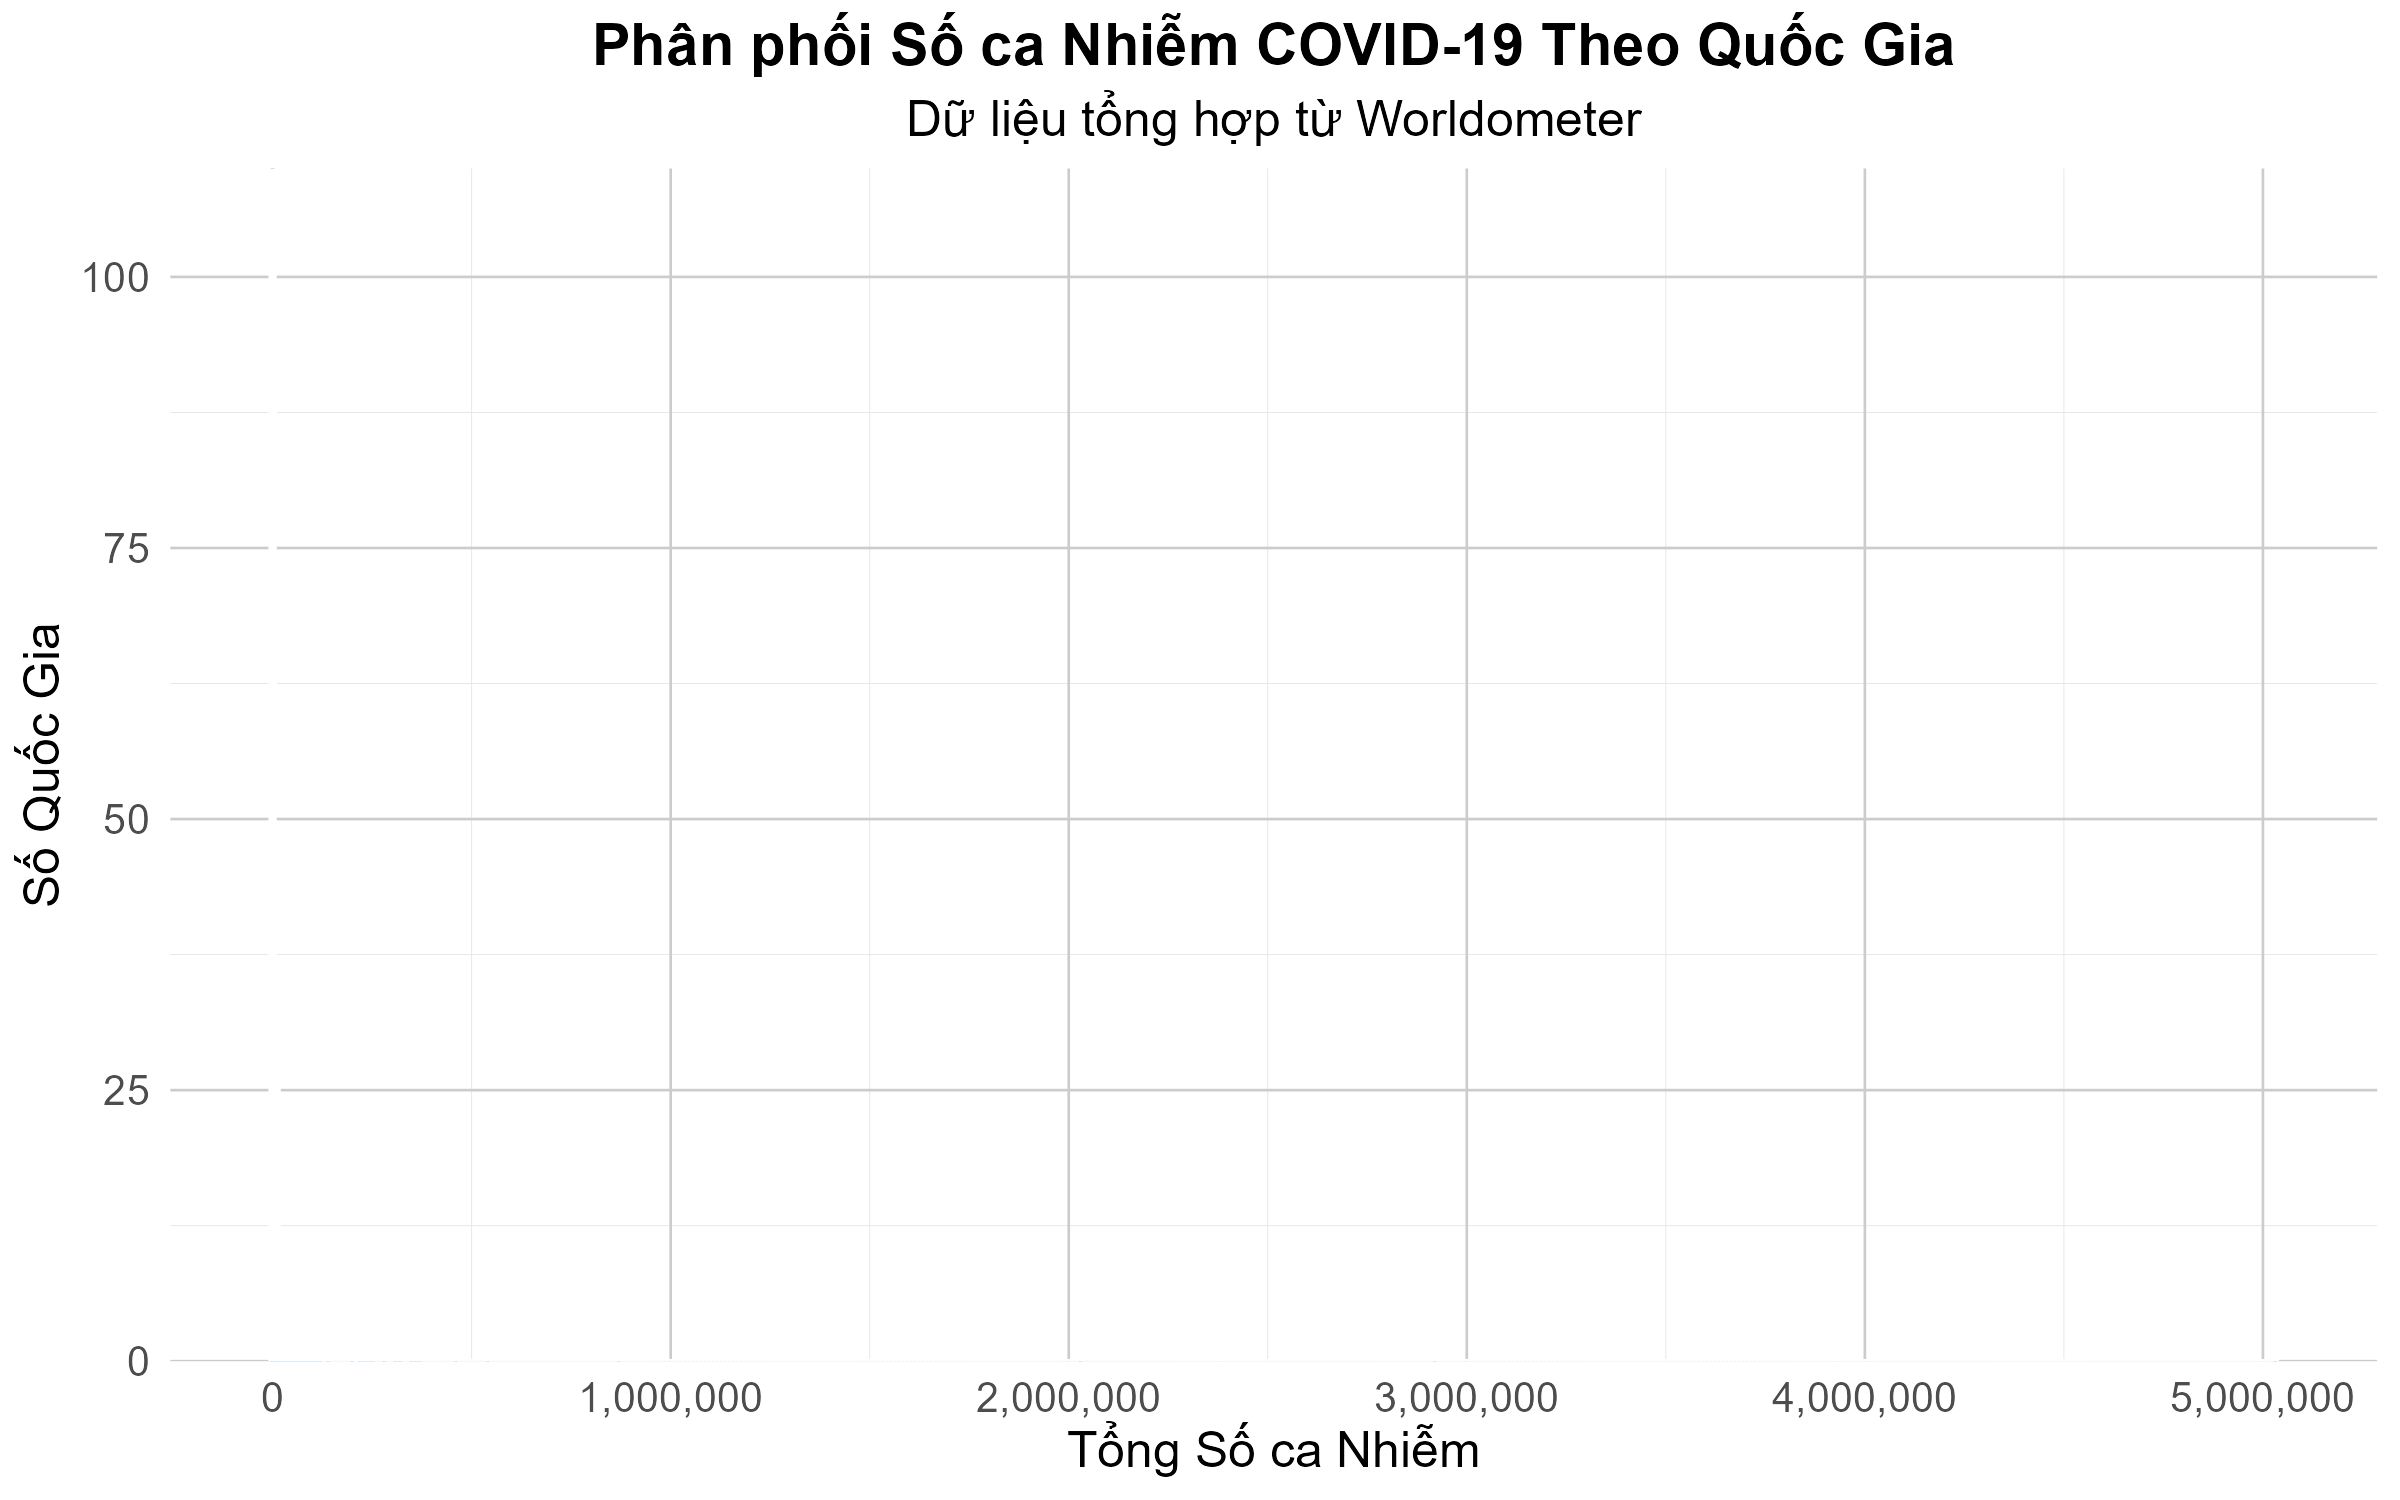 Phân phối Số ca Nhiễm COVID-19 Theo Quốc Gia
Dữ liệu tổng hợp từ Worldometer
Số Quốc Gia
100
75
50
25
0
0
1,000,000
2,000,000
3,000,000
4,000,000
5,000,000
Tổng Số ca Nhiễm